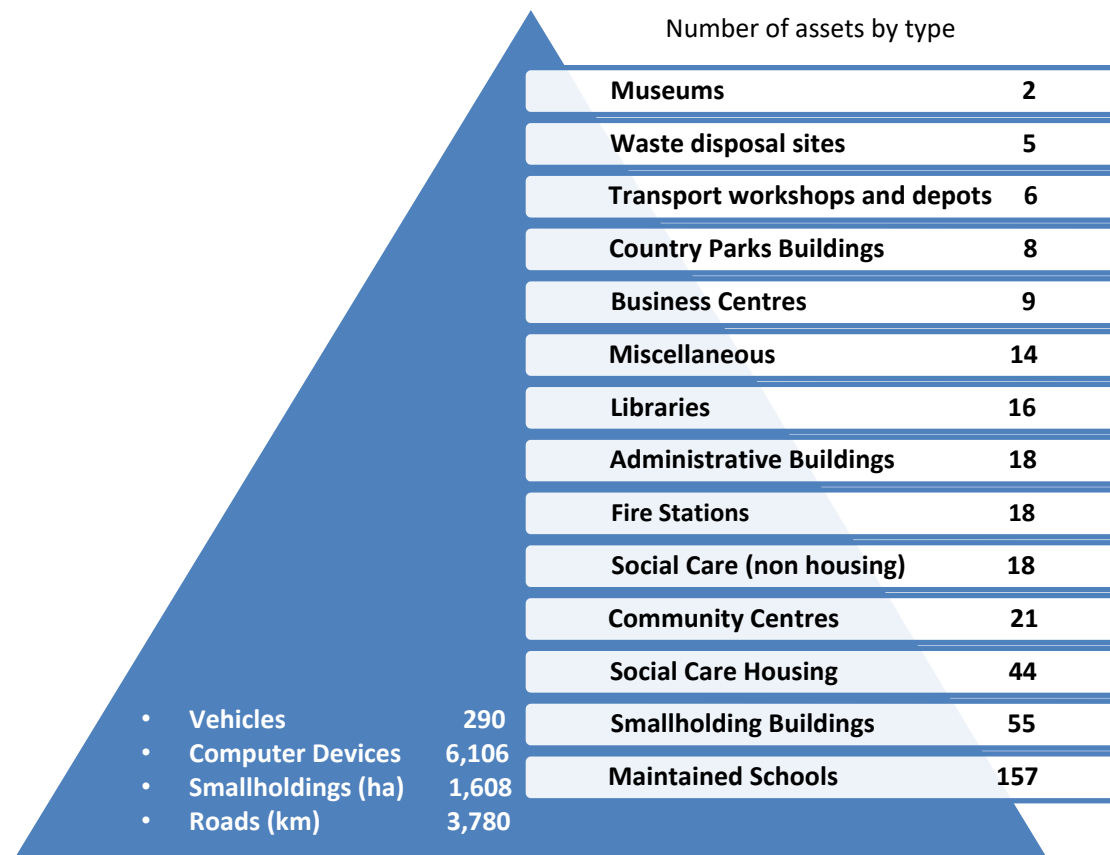 Number of assets by type
Museums 2
Waste disposal sites 5
Transport workshops and depots 6
Country Parks Buildings 8
Business Centres 9
Miscellaneous 14
Libraries 16
Administrative Buildings 18
Fire Stations 18
Social Care (non housing) 18
Community Centres 21
Social Care Housing 44
Smallholding Buildings 55
Maintained Schools 157
• Vehicles 290
• Computer Devices 6,106
• Smallholdings (ha) 1,608
• Roads (km) 3,780